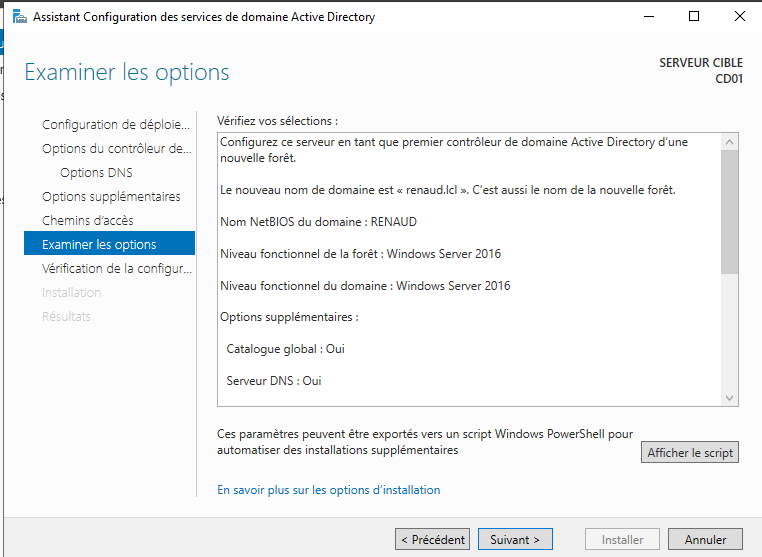 Assistant Configuration des services de domaine Active Directory
Examiner les options
SERVEUR CIBLE
CD01
Configuration de déploie...
Options du contrôleur de...
Options DNS
Options supplémentaires
Chemins d'accès
Examiner les options
Vérification de la configur...
Installation
Résultats
Vérifiez vos sélections :
Configurez ce serveur en tant que premier contrôleur de domaine Active Directory d'une
nouvelle forêt.
Le nouveau nom de domaine est « renaud.lcl ». C'est aussi le nom de la nouvelle forêt.
Nom NetBIOS du domaine : RENAUD
Niveau fonctionnel de la forêt : Windows Server 2016
Niveau fonctionnel du domaine : Windows Server 2016
Options supplémentaires :
Catalogue global : Oui
Serveur DNS : Oui
Ces paramètres peuvent être exportés vers un script Windows PowerShell pour
automatiser des installations supplémentaires
Afficher le script
En savoir plus sur les options d'installation
< Précédent
Suivant >
Installer
Annuler